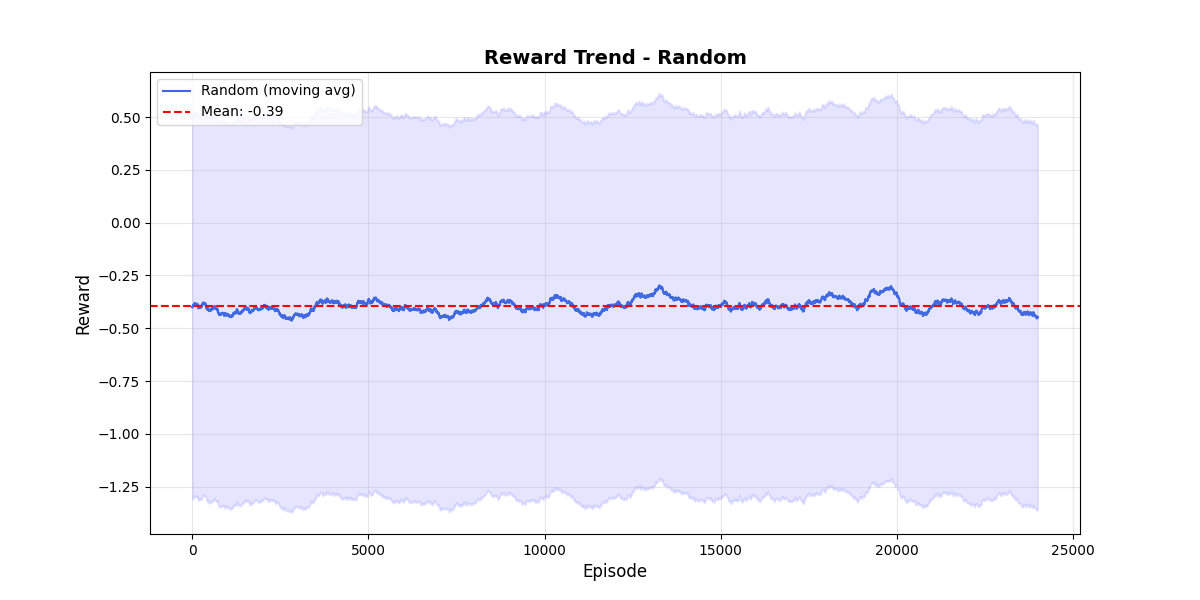 Reward Trend - Random
Random (moving avg)
Mean: -0.39
Reward
0.50
0.25
0.00
−0.25
−0.50
−0.75
−1.00
−1.25
0 5000 10000 15000 20000 25000
Episode